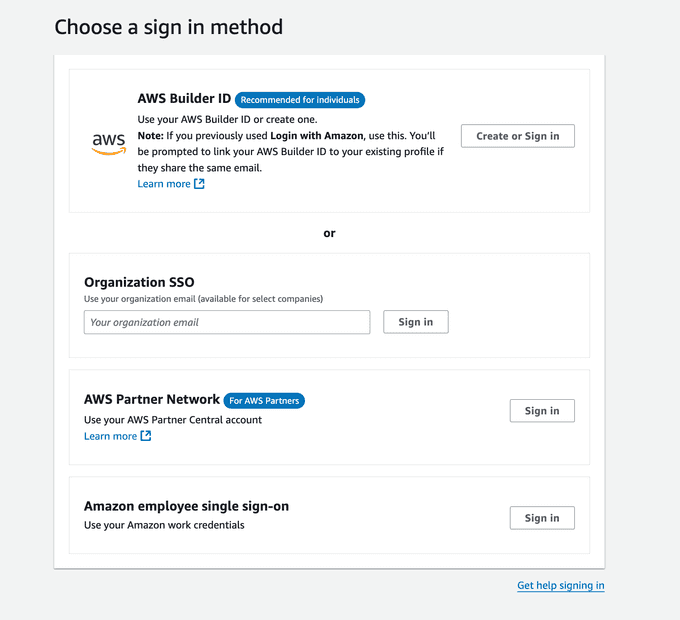 Choose a sign in method
AWS Builder ID Recommended for individuals
Use your AWS Builder ID or create one.
Note: If you previously used Login with Amazon, use this. You'll
be prompted to link your AWS Builder ID to your existing profile if
they share the same email.
Learn more
aws
Create or Sign in
or
Organization SSO
Use your organization email (available for select companies)
Your organization email
Sign in
AWS Partner Network For AWS Partners
Use your AWS Partner Central account
Learn more
Sign in
Amazon employee single sign-on
Use your Amazon work credentials
Sign in
Get help signing in